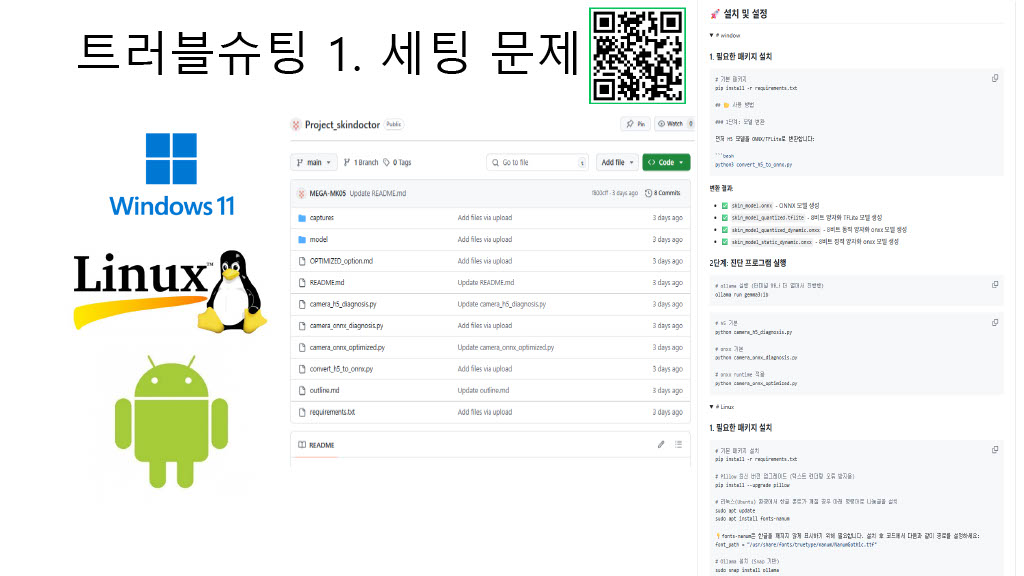 트러블슈팅 1. 세팅 문제
Windows 11
Linux™
Project_skindoctor Public
Pin
Watch 0
main
1 Branch
0 Tags
Go to file
t
Add file
Code
MEGA-MK05 Update README.md
3 days ago
8 Commits
captures Add files via upload 3 days ago
model Add files via upload 3 days ago
OPTIMIZED_option.md Add files via upload 3 days ago
README.md Update README.md 3 days ago
camera_h5_diagnosis.py Update camera_h5_diagnosis.py 3 days ago
camera_onnx_diagnosis.py Add files via upload 3 days ago
camera_onnx_optimized.py Update camera_onnx_optimized.py 3 days ago
convert_h5_to_onnx.py Add files via upload 3 days ago
outline.md Update outline.md 3 days ago
requirements.txt Add files via upload 3 days ago
README
🚀 설치 및 설정
▼ # window
1. 필요한 패키지 설치
# 기본 패키지
pip install -r requirements.txt
## 사용 방법
### 1단계: 모델 변환
먼저 H5 모델을 ONNX/TFLite로 변환합니다:
```bash
python3 convert_h5_to_onnx.py
변환 결과:
• ✅ skin_model.onnx - ONNX 모델 생성
• ✅ skin_model_quantized.tflite - 8비트 양자화 TFLite 모델 생성
• ✅ skin_model_quantized_dynamic.onnx - 8비트 동적 양자화 onnx 모델 생성
• ✅ skin_model_static_dynamic.onnx - 8비트 정적 양자화 onnx 모델 생성
2단계: 진단 프로그램 실행
# ollama 실행 (터미널 하나 더 열어서 진행)
ollama run gemma3:1b
# h5 기본
python camera_h5_diagnosis.py
# onnx 기본
python camera_onnx_diagnosis.py
# onnx runtime 적용
python camera_onnx_optimized.py
▼ # Linux
1. 필요한 패키지 설치
# 기본 패키지 설치
pip install -r requirements.txt
# Pillow 최신 버전 업그레이드 (텍스트 렌더링 오류 방지용)
pip install --upgrade pillow
# 리눅스(Ubuntu) 환경에서 한글 폰트가 깨질 경우 아래 명령어로 나눔글꼴 설치
sudo apt update
sudo apt install fonts-nanum
fonts-nanum은 한글을 깨지지 않게 표시하기 위해 필요합니다. 설치 후 코드에서 다음과 같이 경로를 설정하세요:
font_path = "/usr/share/fonts/truetype/nanum/NanumGothic.ttf"
# Ollama 설치 (Snap 기반)
sudo snap install ollama